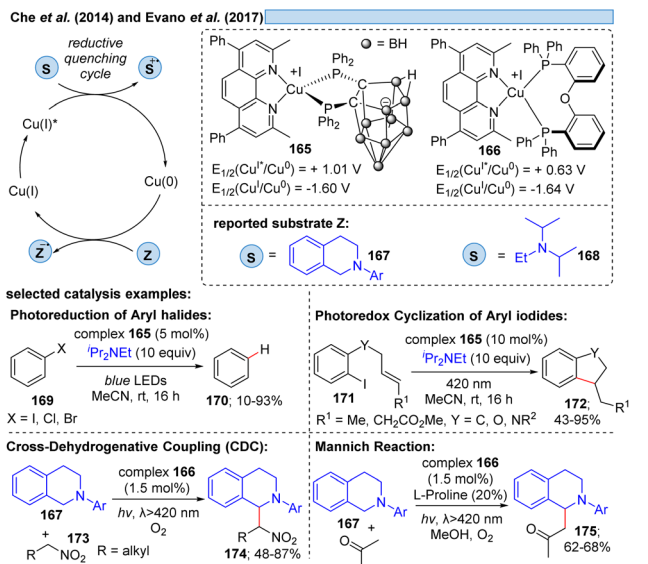 Che et al. (2014) and Evano et al. (2017)
reductive
quenching
cycle
S
S•+
Cu(I)*
Cu(I)
Cu(0)
Z•−
Z
Ph
Me
N
N
Ph
Me
+I
Cu
Ph2
P
P
Ph2
C
C
H
−
= BH
165
E1/2(CuI*/Cu0) = + 1.01 V
E1/2(CuI/Cu0) = -1.60 V
Ph
Me
N
N
Ph
Me
+I
Cu
Ph Ph
P
O
P
Ph Ph
166
E1/2(CuI*/Cu0) = + 0.63 V
E1/2(CuI/Cu0) = -1.64 V
reported substrate Z:
S = N Ar 167
S = Et N 168
selected catalysis examples:
Photoreduction of Aryl halides:
X
169
X = I, Cl, Br
complex 165 (5 mol%)
iPr2NEt (10 equiv)
blue LEDs
MeCN, rt, 16 h
H
170; 10-93%
Photoredox Cyclization of Aryl iodides:
Y
I
R1
171
complex 165 (10 mol%)
iPr2NEt (10 equiv)
420 nm
MeCN, rt, 16 h
Y
R1
172;
43-95%
R1 = Me, CH2CO2Me, Y = C, O, NR2
Cross-Dehydrogenative Coupling (CDC):
N Ar
167
+ 173
R NO2 R = alkyl
complex 166
(1.5 mol%)
hv, λ>420 nm
O2
N Ar
R NO2
174; 48-87%
Mannich Reaction:
N Ar
167
+
O
complex 166
(1.5 mol%)
L-Proline (20%)
hv, λ>420 nm
MeOH, O2
N Ar
O
175;
62-68%